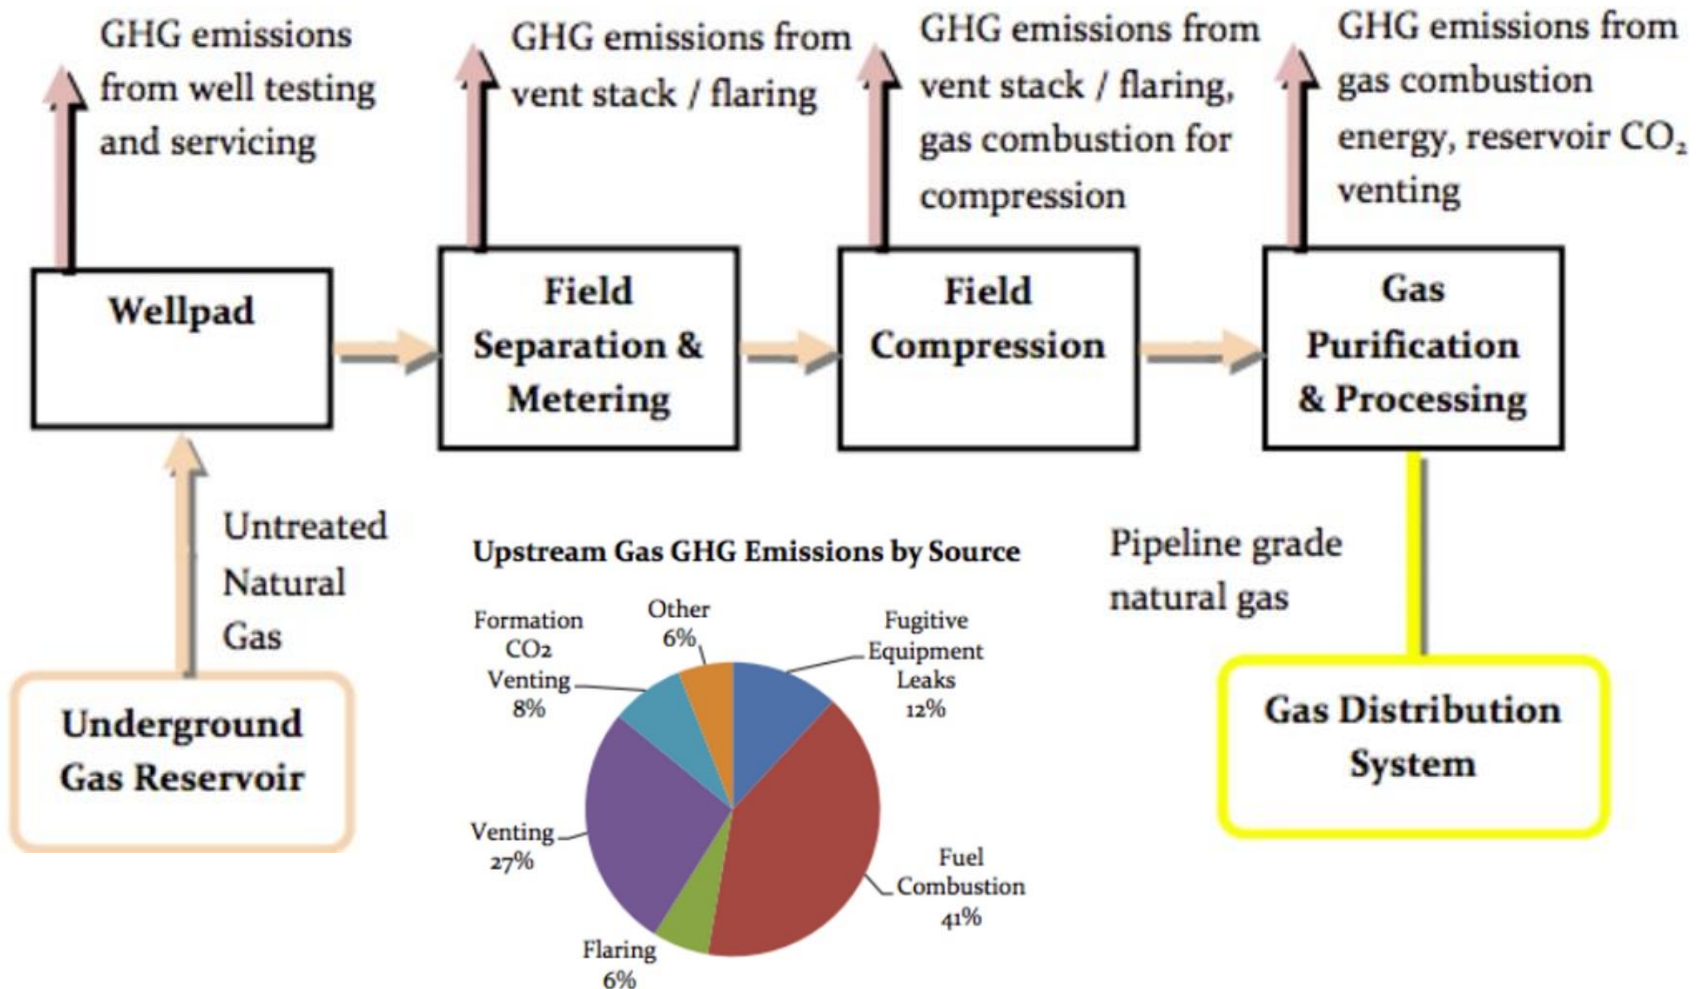 GHG emissions
from well testing
and servicing
GHG emissions from
vent stack / flaring
GHG emissions from
vent stack / flaring,
gas combustion for
compression
GHG emissions from
gas combustion
energy, reservoir CO₂
venting
Wellpad
Field
Separation &
Metering
Field
Compression
Gas
Purification
& Processing
Untreated
Natural
Gas
Underground
Gas Reservoir
Upstream Gas GHG Emissions by Source
Formation
CO2
Venting
8%
Other
6%
Fugitive
Equipment
Leaks
12%
Venting
27%
Fuel
Combustion
41%
Flaring
6%
Pipeline grade
natural gas
Gas Distribution
System